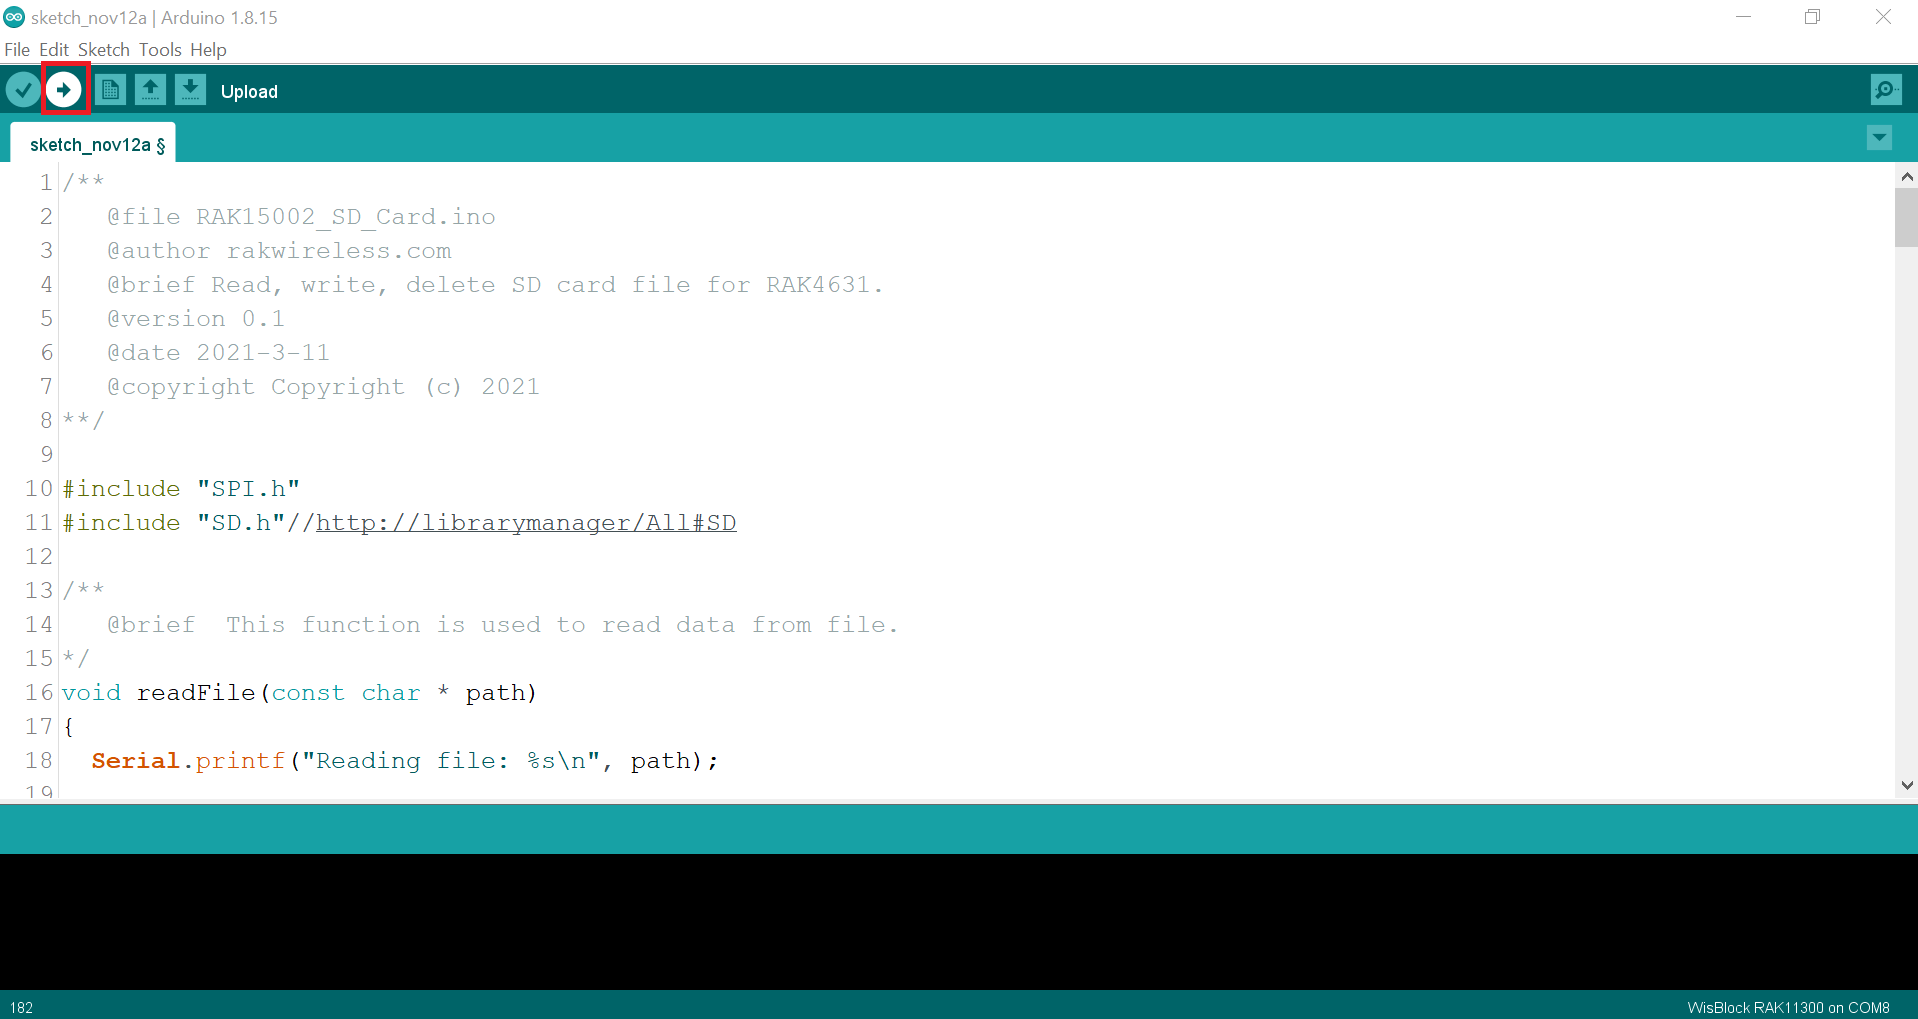 sketch_nov12a | Arduino 1.8.15
File Edit Sketch Tools Help
Upload
sketch_nov12a §
1 /**
2    @file RAK15002_SD_Card.ino
3    @author rakwireless.com
4    @brief Read, write, delete SD card file for RAK4631.
5    @version 0.1
6    @date 2021-3-11
7    @copyright Copyright (c) 2021
8 **/
9
10 #include "SPI.h"
11 #include "SD.h"//http://librarymanager/All#SD
12
13 /**
14    @brief  This function is used to read data from file.
15 */
16 void readFile(const char * path)
17 {
18   Serial.printf("Reading file: %s\n", path);
19
182
WisBlock RAK11300 on COM8